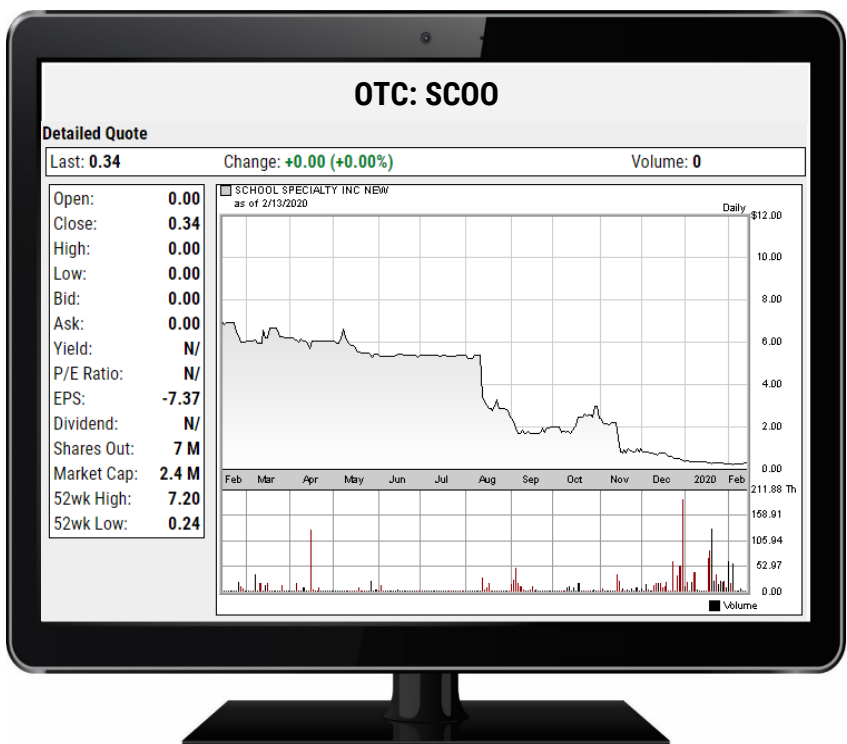 OTC: SCOO
Detailed Quote
Last: 0.34 Change: +0.00 (+0.00%) Volume: 0
Open: 0.00
Close: 0.34
High: 0.00
Low: 0.00
Bid: 0.00
Ask: 0.00
Yield: N/
P/E Ratio: N/
EPS: -7.37
Dividend: N/
Shares Out: 7 M
Market Cap: 2.4 M
52wk High: 7.20
52wk Low: 0.24
SCHOOL SPECIALTY INC NEW
as of 2/13/2020
Daily
$12.00
10.00
8.00
6.00
4.00
2.00
0.00
Feb Mar Apr May Jun Jul Aug Sep Oct Nov Dec 2020 Feb
211.88 Th
158.91
105.94
52.97
0.00
Volume